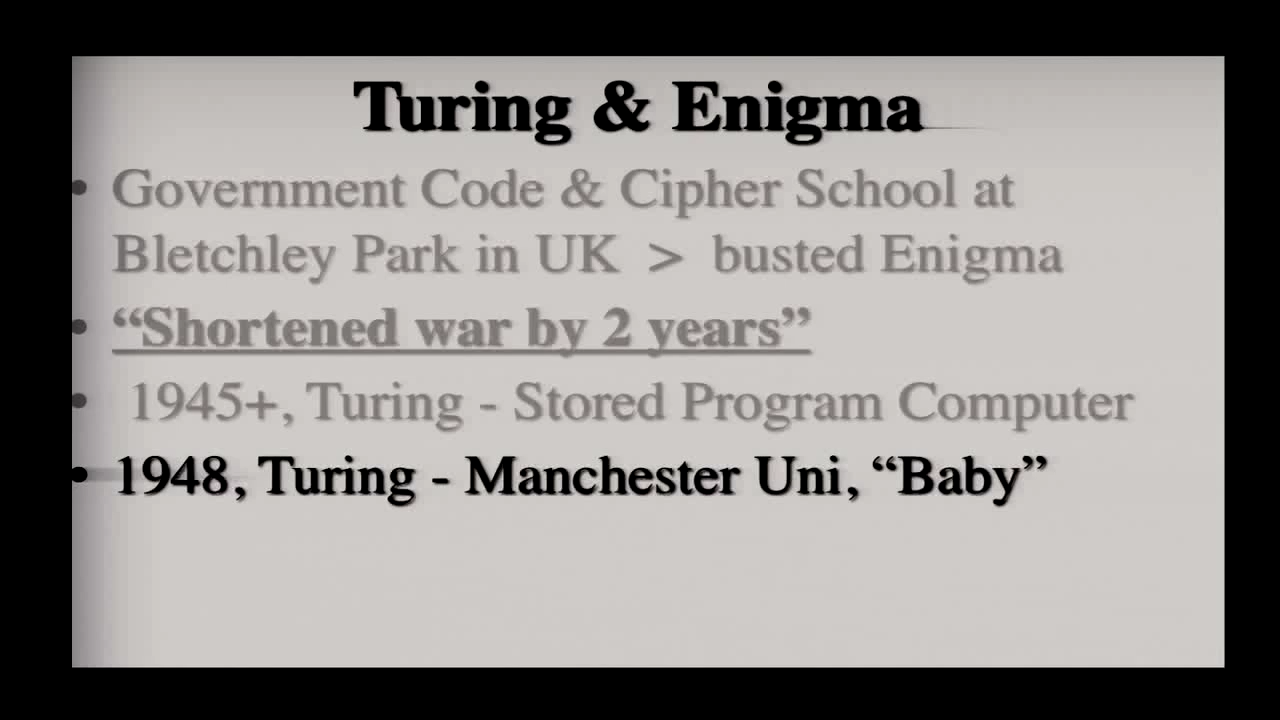 Turing & Enigma
• Government Code & Cipher School at
Bletchley Park in UK > busted Enigma
• “Shortened war by 2 years”
• 1945+, Turing - Stored Program Computer
• 1948, Turing - Manchester Uni, “Baby”